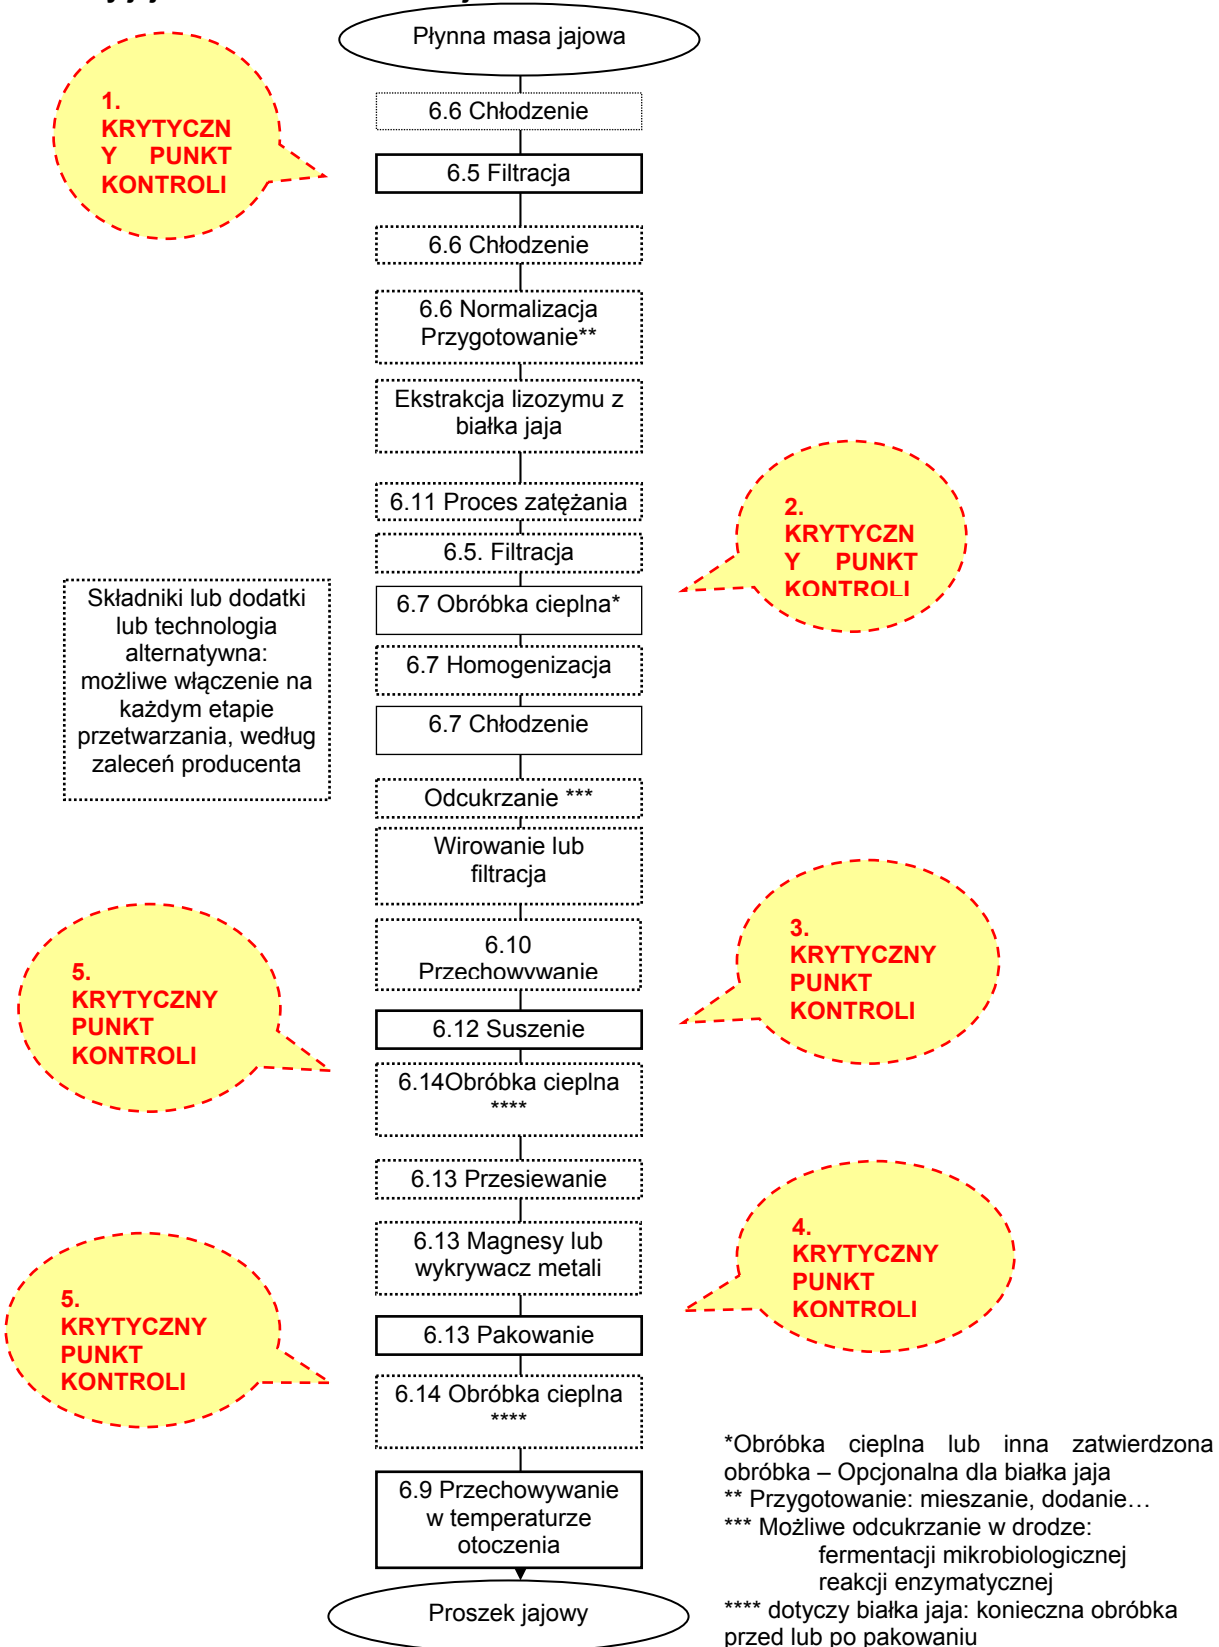 Płynna masa jajowa
1.
KRYTYCZN
Y PUNKT
KONTROLI
6.6 Chłodzenie
6.5 Filtracja
6.6 Chłodzenie
6.6 Normalizacja
Przygotowanie**
Ekstrakcja lizozymu z
białka jaja
6.11 Proces zatężania
6.5. Filtracja
2.
KRYTYCZN
Y PUNKT
KONTROLI
6.7 Obróbka cieplna*
Składniki lub dodatki
lub technologia
alternatywna:
możliwe włączenie na
każdym etapie
przetwarzania, według
zaleceń producenta
6.7 Homogenizacja
6.7 Chłodzenie
Odcukrzanie ***
Wirowanie lub
filtracja
6.10
Przechowywanie
3.
KRYTYCZNY
PUNKT
KONTROLI
5.
KRYTYCZNY
PUNKT
KONTROLI
6.12 Suszenie
6.14Obróbka cieplna
****
6.13 Przesiewanie
6.13 Magnesy lub
wykrywacz metali
4.
KRYTYCZNY
PUNKT
KONTROLI
5.
KRYTYCZNY
PUNKT
KONTROLI
6.13 Pakowanie
6.14 Obróbka cieplna
****
6.9 Przechowywanie
w temperaturze
otoczenia
Proszek jajowy
*Obróbka cieplna lub inna zatwierdzona
obróbka – Opcjonalna dla białka jaja
** Przygotowanie: mieszanie, dodanie…
*** Możliwe odcukrzanie w drodze:
fermentacji mikrobiologicznej
reakcji enzymatycznej
**** dotyczy białka jaja: konieczna obróbka
przed lub po pakowaniu